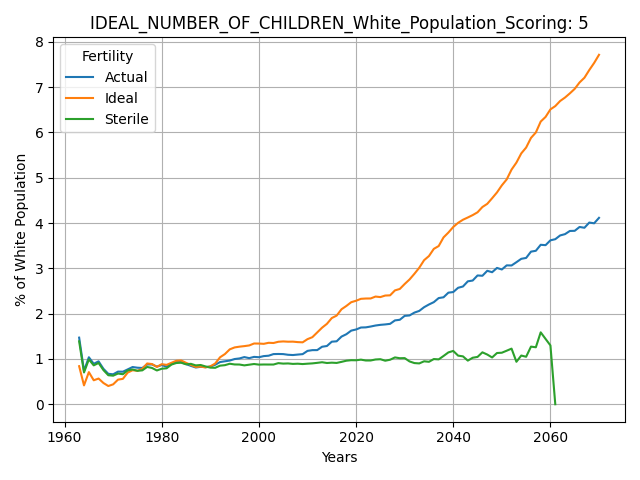 IDEAL_NUMBER_OF_CHILDREN_White_Population_Scoring: 5
Fertility
Actual
Ideal
Sterile
% of White Population
8
7
6
5
4
3
2
1
0
1960 1980 2000 2020 2040 2060
Years